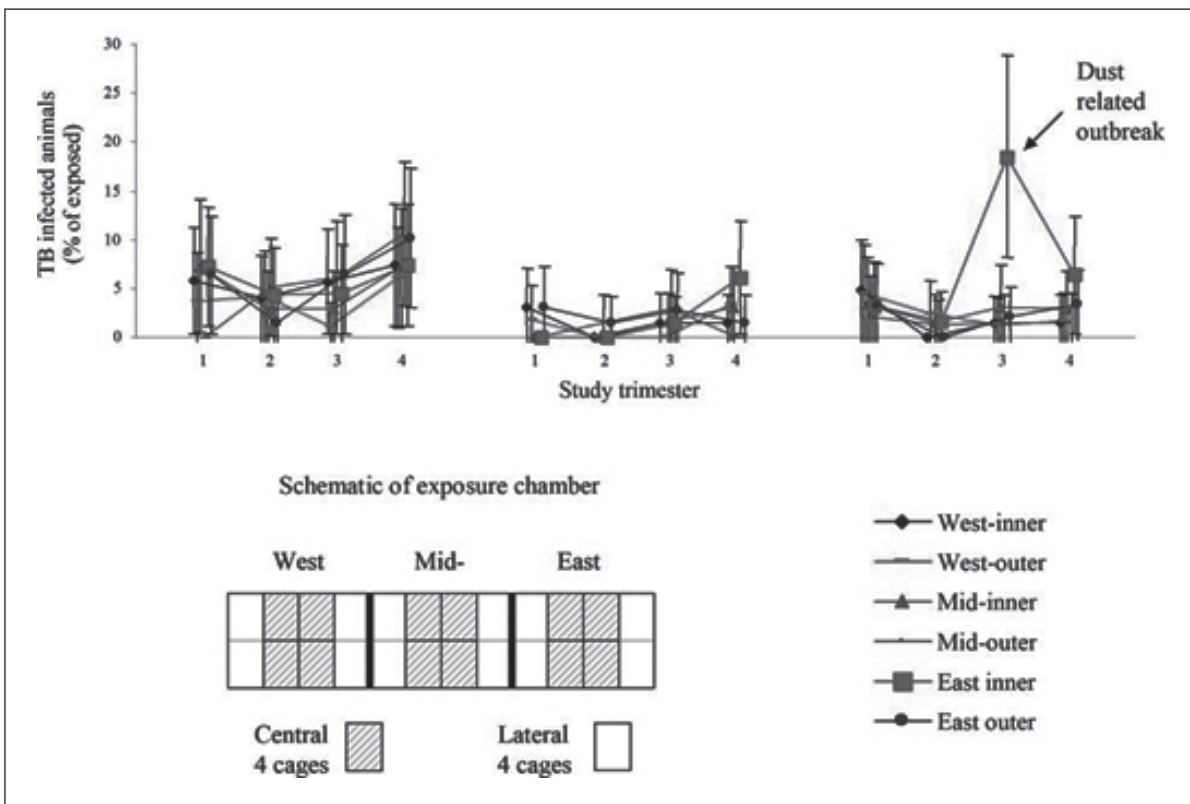 TB infected animals
(% of exposed)
30
25
20
15
10
5
0
1 2 3 4 1 2 3 4 1 2 3 4
Study trimester
Dust
related
outbreak
Schematic of exposure chamber
West Mid- East
Central
4 cages
Lateral
4 cages
West-inner
West-outer
Mid-inner
Mid-outer
East inner
East outer